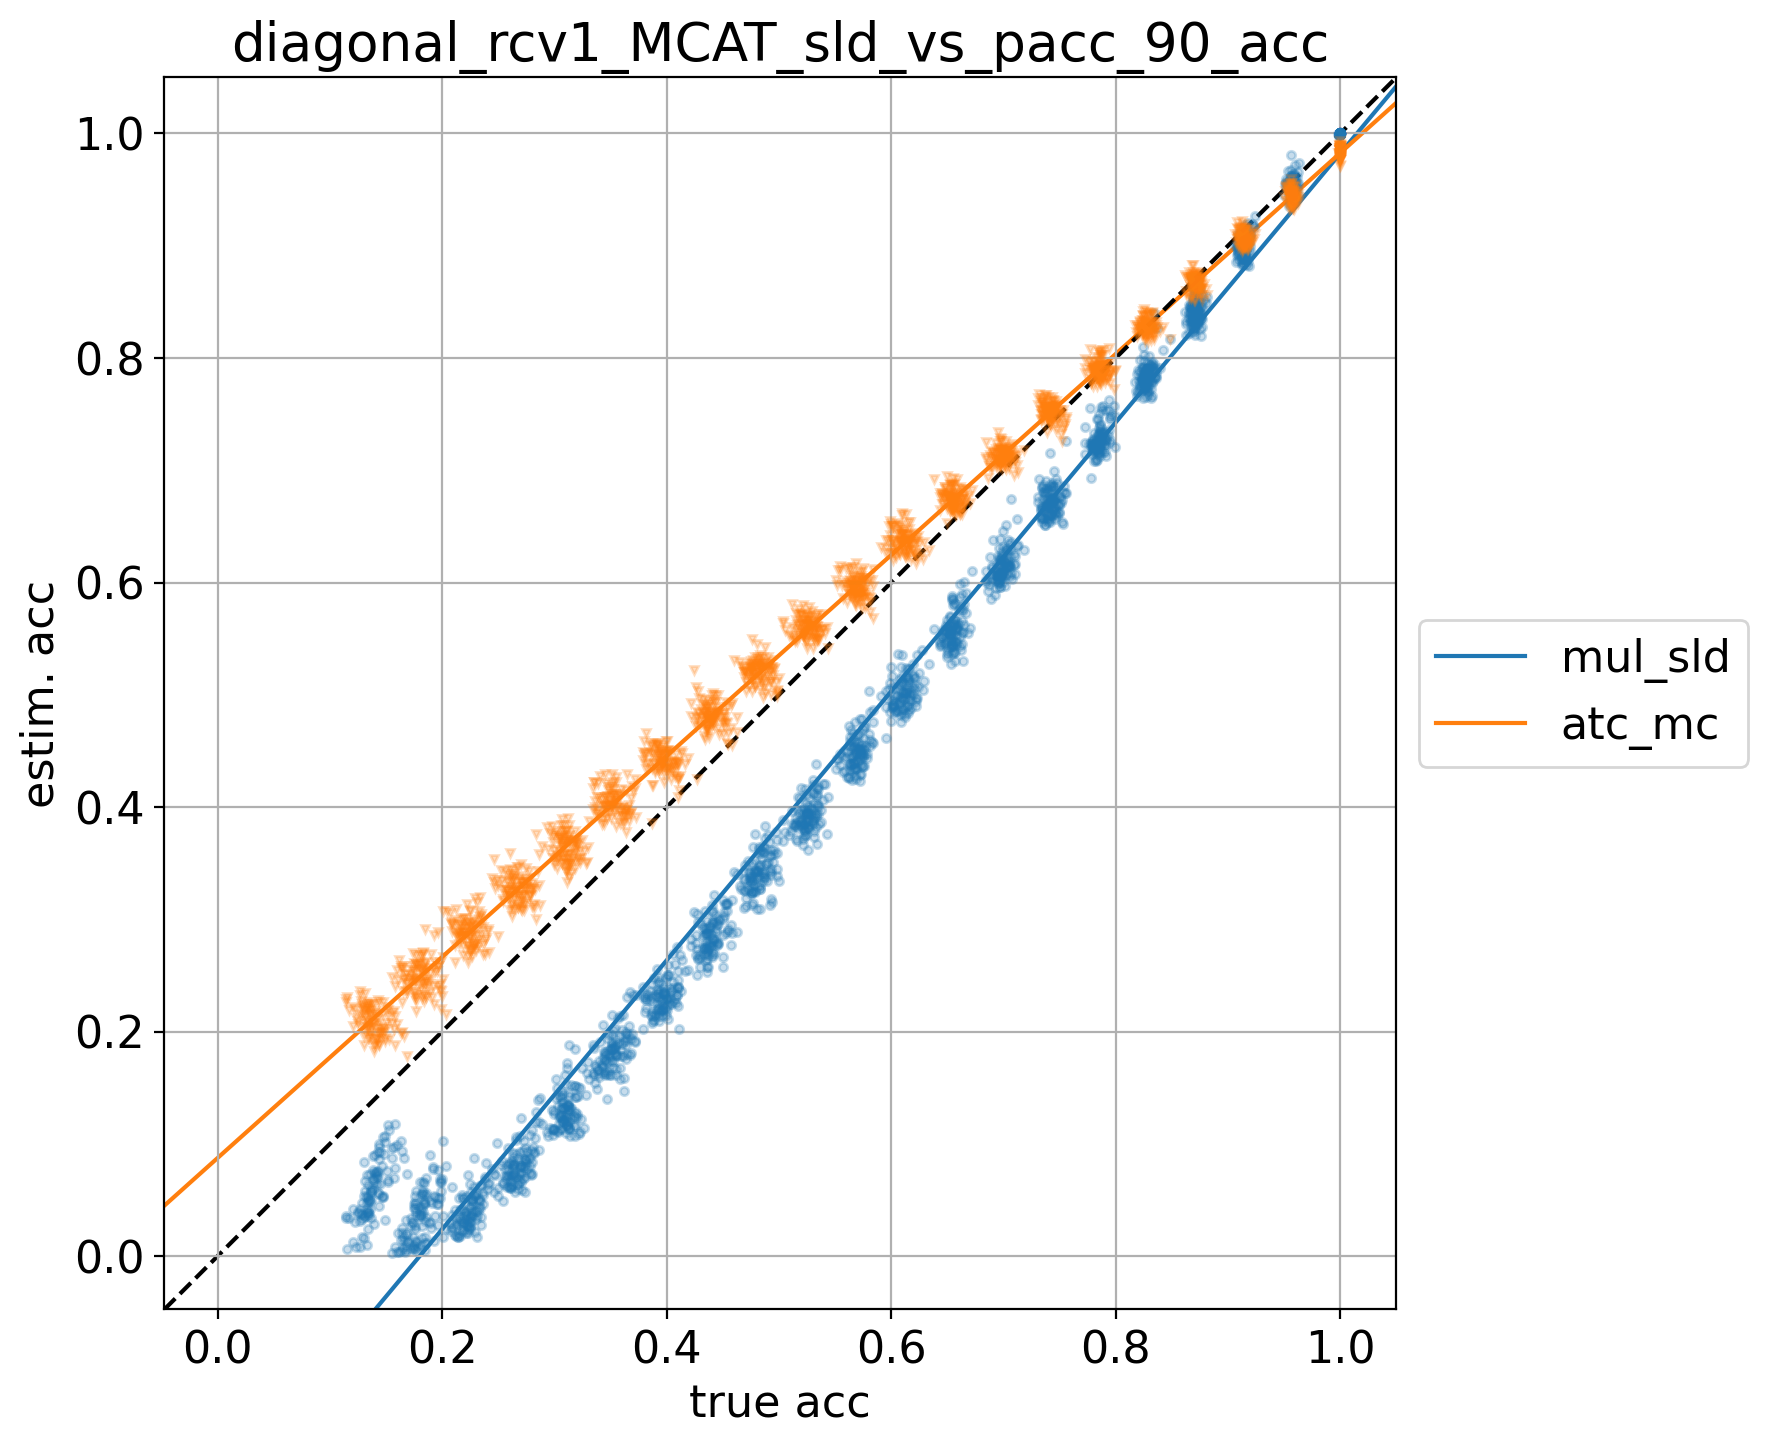 diagonal_rcv1_MCAT_sld_vs_pacc_90_acc
1.0
0.8
0.6
0.4
0.2
0.0
estim. acc
0.0 0.2 0.4 0.6 0.8 1.0
true acc
mul_sld
atc_mc